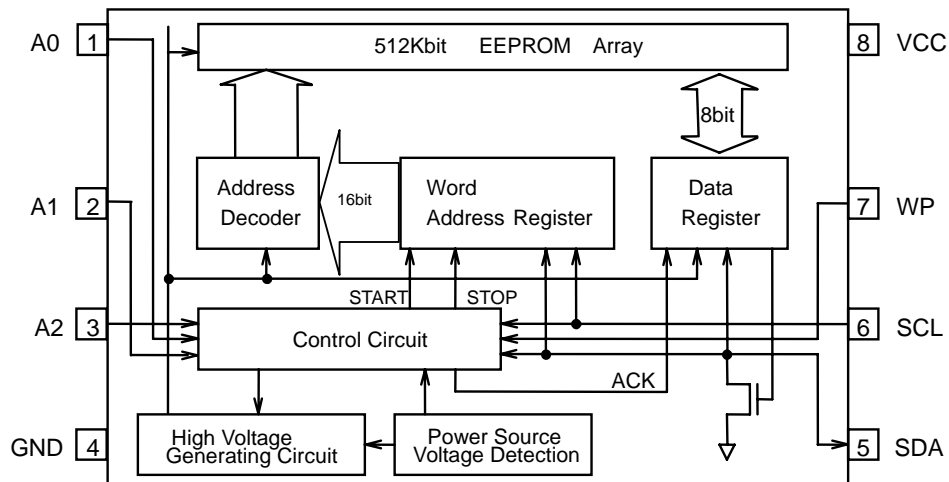 A0 1 512Kbit EEPROM Array 8 VCC
8bit
A1 2 Address Decoder 16bit Word Address Register Data Register 7 WP
START STOP
A2 3 Control Circuit 6 SCL
ACK
GND 4 High Voltage Generating Circuit Power Source Voltage Detection 5 SDA